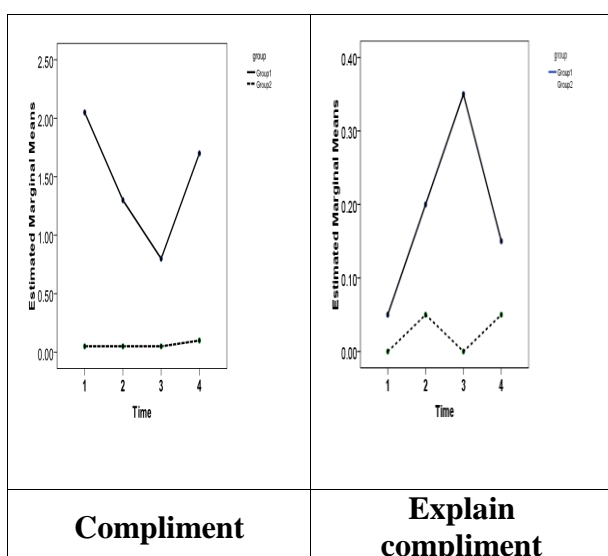 2.50
2.00
1.50
1.00
0.50
0.00
Estimated Marginal Means
1 2 3 4
Time
group
Group1
Group2
Compliment
0.40
0.30
0.20
0.10
0.00
Estimated Marginal Means
1 2 3 4
Time
group
Group1
Group2
Explain
compliment